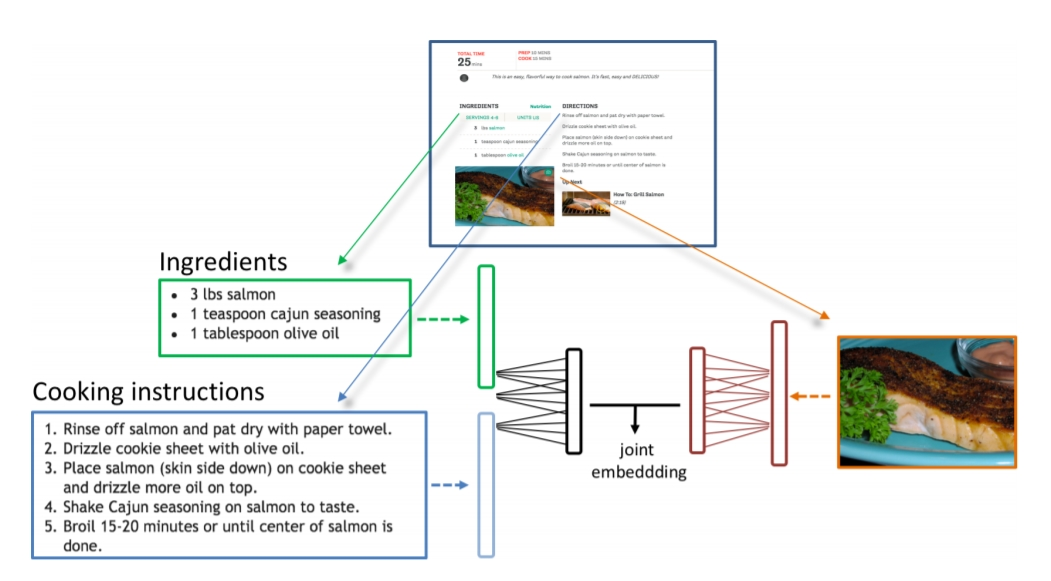 TOTAL TIME
25 mins
PREP 10 MINS
COOK 15 MINS
This is an easy, flavorful way to cook salmon. It's fast, easy and DELICIOUS!
INGREDIENTS
Nutrition
SERVINGS 4-6
UNITS US
3 lbs salmon
1 teaspoon cajun seasoning
1 tablespoon olive oil
DIRECTIONS
Rinse off salmon and pat dry with paper towel.
Drizzle cookie sheet with olive oil.
Place salmon (skin side down) on cookie sheet and
drizzle more oil on top.
Shake Cajun seasoning on salmon to taste.
Broil 15-20 minutes or until center of salmon is
done.
Up Next
How To: Grill Salmon
Ingredients
• 3 lbs salmon
• 1 teaspoon cajun seasoning
• 1 tablespoon olive oil
Cooking instructions
1. Rinse off salmon and pat dry with paper towel.
2. Drizzle cookie sheet with olive oil.
3. Place salmon (skin side down) on cookie sheet
and drizzle more oil on top.
4. Shake Cajun seasoning on salmon to taste.
5. Broil 15-20 minutes or until center of salmon is
done.
joint
embeddding